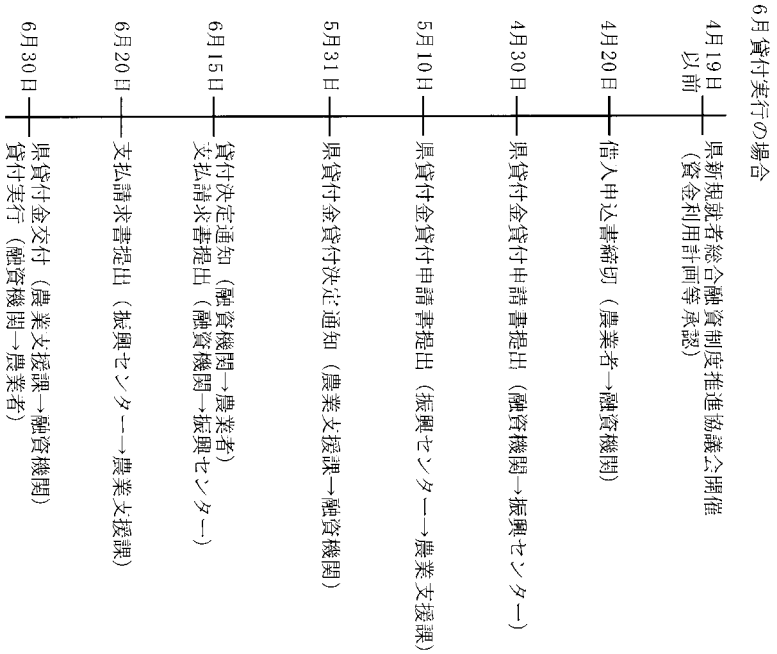 6月貸付実行の場合
4月19日
以前
県新規就者総合融資制度推進協議会開催
（資金利用計画等承認）
4月20日
借入申込書締切（農業者→融資機関）
4月30日
県貸付金貸付申請書提出（融資機関→振興センター）
5月10日
県貸付金貸付申請書提出（振興センター→農業支援課）
5月31日
県貸付金貸付決定通知（農業支援課→融資機関）
6月15日
貸付決定通知（融資機関→農業者）
支払請求書提出（融資機関→振興センター）
6月20日
支払請求書提出（振興センター→農業支援課）
6月30日
県貸付金交付（農業支援課→融資機関）
貸付実行（融資機関→農業者）